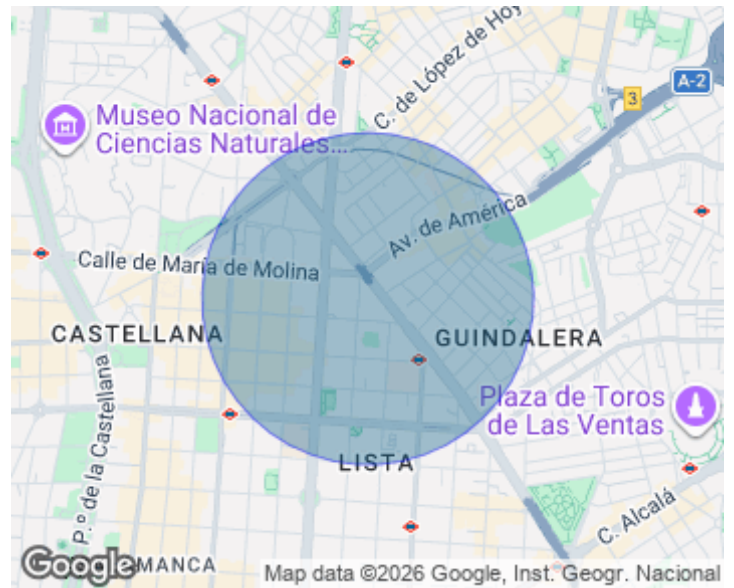 C. de López de Hoy
A-2
3
Museo Nacional de
Ciencias Naturales...
Av. de América
Calle de María de Molina
CASTELLANA
GUINDALERA
P.º de la Castellana
Plaza de Toros
de Las Ventas
LISTA
C. Alcalá
Google
MANCA
Map data ©2026 Google, Inst. Geogr. Nacional